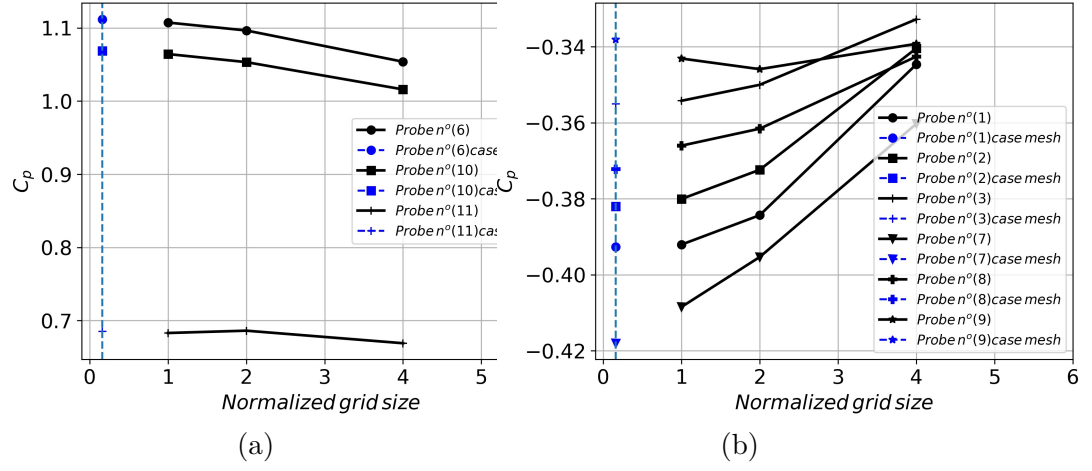 1.1
1.0
0.9
0.8
0.7
C_p
0 1 2 3 4 5
Normalized grid size
Probe n^o(6)
Probe n^o(6)case
Probe n^o(10)
Probe n^o(10)cas
Probe n^o(11)
Probe n^o(11)cas
(a)
−0.34
−0.36
−0.38
−0.40
−0.42
C_p
0 1 2 3 4 5 6
Normalized grid size
Probe n^o(1)
Probe n^o(1)case mesh
Probe n^o(2)
Probe n^o(2)case mesh
Probe n^o(3)
Probe n^o(3)case mesh
Probe n^o(7)
Probe n^o(7)case mesh
Probe n^o(8)
Probe n^o(8)case mesh
Probe n^o(9)
Probe n^o(9)case mesh
(b)